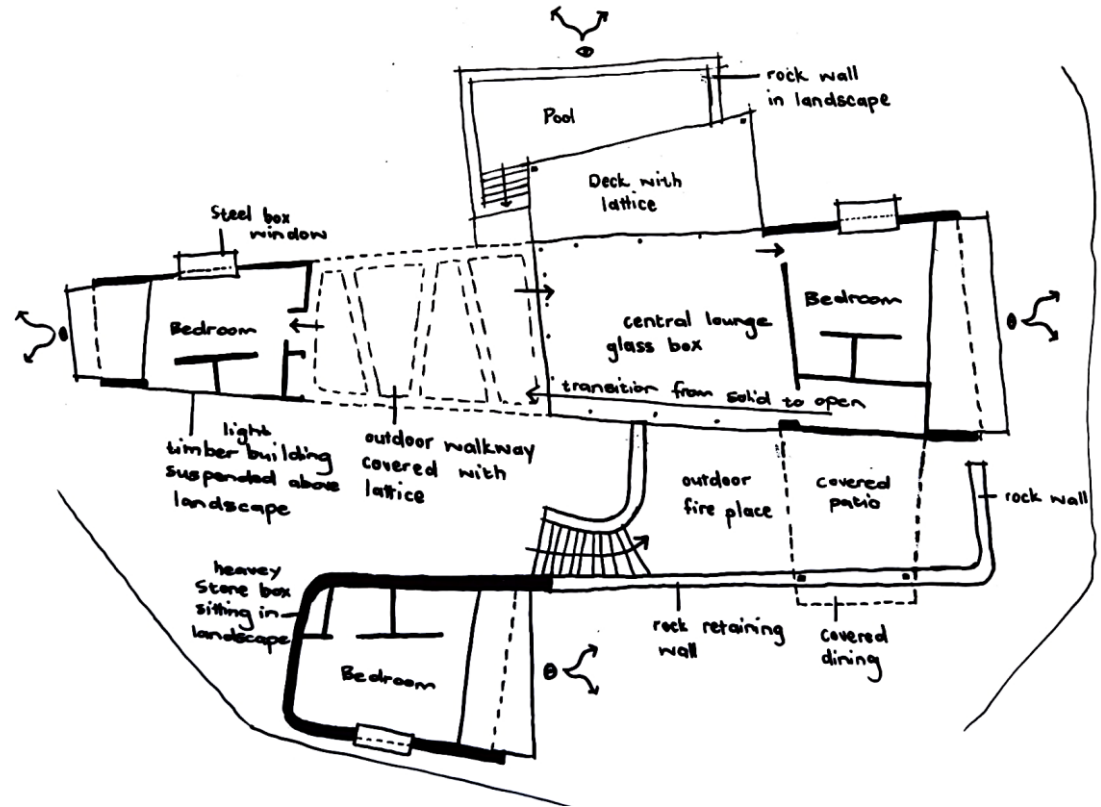 rock wall
in landscape
Pool
Deck with
lattice
Steel box
window
Bedroom
central lounge
glass box
Bedroom
transition from solid to open
light
timber building
suspended above
landscape
outdoor walkway
covered with
lattice
outdoor
fire place
covered
patio
rock wall
heavey
Stone box
sitting in
landscape
Bedroom
rock retaining
wall
covered
dining